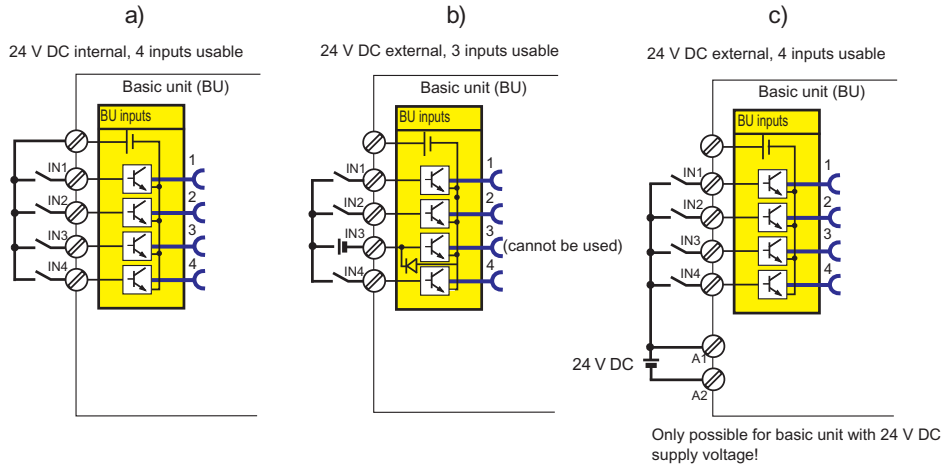 a)
24 V DC internal, 4 inputs usable
Basic unit (BU)
BU inputs
IN1
1
IN2
2
IN3
3
IN4
4
b)
24 V DC external, 3 inputs usable
Basic unit (BU)
BU inputs
IN1
1
IN2
2
IN3
3 (cannot be used)
IN4
4
c)
24 V DC external, 4 inputs usable
Basic unit (BU)
BU inputs
IN1
1
IN2
2
IN3
3
IN4
4
A1
24 V DC
A2
Only possible for basic unit with 24 V DC
supply voltage!